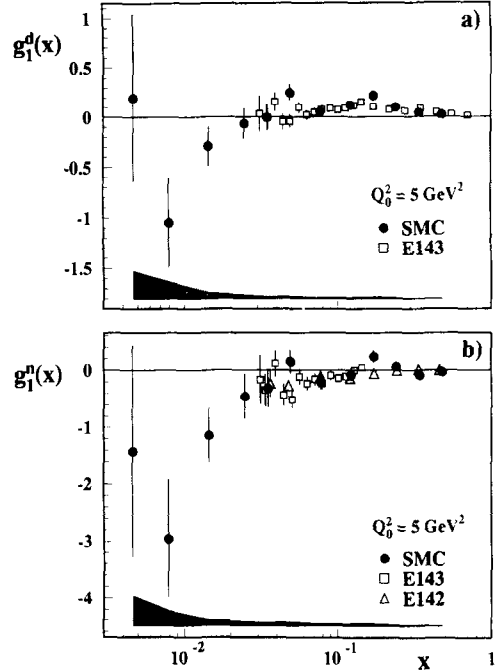 a)
g₁ᵈ(x)
1
0.5
0
-0.5
-1
-1.5
Q₀² = 5 GeV²
SMC
E143
b)
g₁ⁿ(x)
0
-1
-2
-3
-4
Q₀² = 5 GeV²
SMC
E143
E142
10⁻² 10⁻¹ 1
x